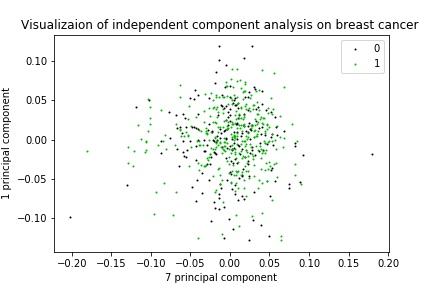 Visualizaion of independent component analysis on breast cancer
0
1
0.10
0.05
0.00
−0.05
−0.10
1 principal component
−0.20 −0.15 −0.10 −0.05 0.00 0.05 0.10 0.15 0.20
7 principal component